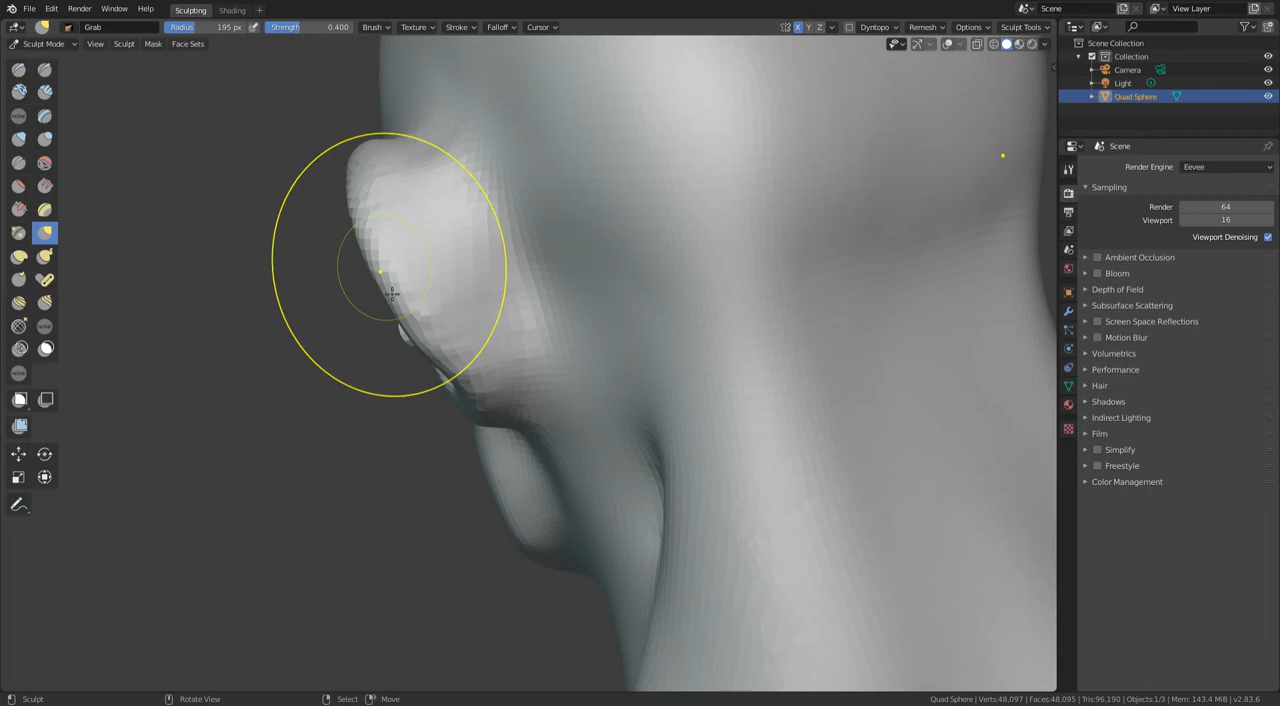 File Edit Render Window Help Sculpting Shading + Scene View Layer
Grab Radius 195 px Strength 0.400 Brush Texture Stroke Falloff Cursor X Y Z Dyntopo Remesh Options Sculpt Tools
Sculpt Mode View Sculpt Mask Face Sets
Scene Collection
Collection
Camera
Light
Quad Sphere
NONE
NONE
NONE
Scene
Render Engine Eevee
Sampling
Render 64
Viewport 16
Viewport Denoising
Ambient Occlusion
Bloom
Depth of Field
Subsurface Scattering
Screen Space Reflections
Motion Blur
Volumetrics
Performance
Hair
Shadows
Indirect Lighting
Film
Simplify
Freestyle
Color Management
Sculpt Rotate View Select Move Quad Sphere | Verts:48,097 | Faces:48,095 | Tris:96,190 | Objects:1/3 | Mem: 143.4 MiB | v2.83.6